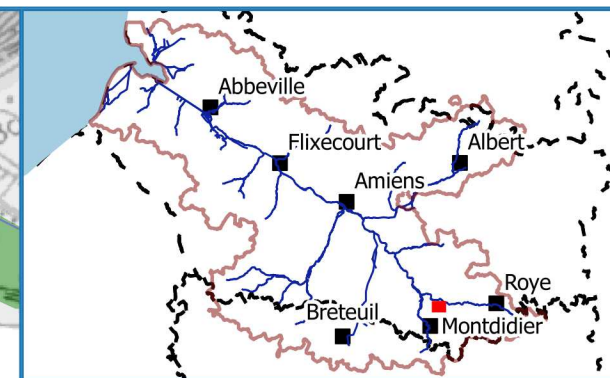 Abbeville
Flixecourt
Albert
Amiens
Roye
Breteuil
Montdidier